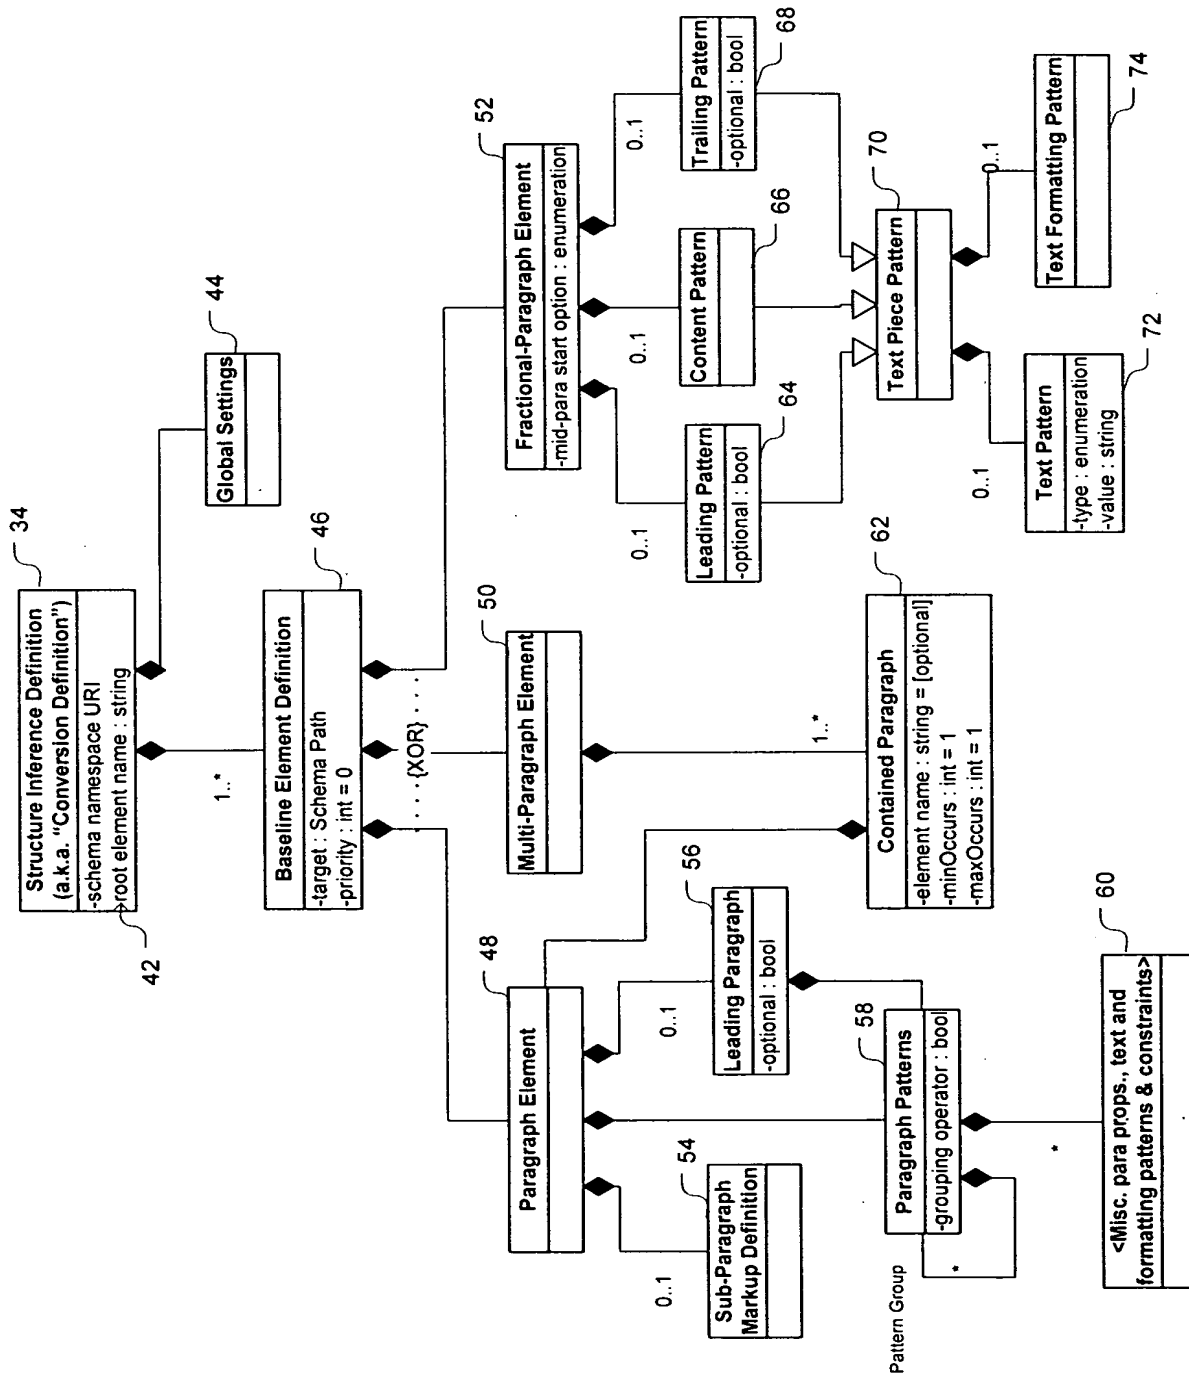 34
Structure Inference Definition
(a.k.a. "Conversion Definition")
-schema namespace URI
-root element name : string
42
Global Settings
44
1..*
46
Baseline Element Definition
-target : Schema Path
-priority : int = 0
{XOR}
48
Paragraph Element
50
Multi-Paragraph Element
52
Fractional-Paragraph Element
-mid-para start option : enumeration
0..1
54
Sub-Paragraph
Markup Definition
0..1
56
Leading Paragraph
-optional : bool
58
Paragraph Patterns
-grouping operator : bool
Pattern Group
*
*
60
<Misc. para props., text and
formatting patterns & constraints>
1..*
62
Contained Paragraph
-element name : string = [optional]
-minOccurs : int = 1
-maxOccurs : int = 1
0..1
64
Leading Pattern
-optional : bool
0..1
66
Content Pattern
0..1
68
Trailing Pattern
-optional : bool
70
Text Piece Pattern
0..1
72
Text Pattern
-type : enumeration
-value : string
0..1
74
Text Formatting Pattern